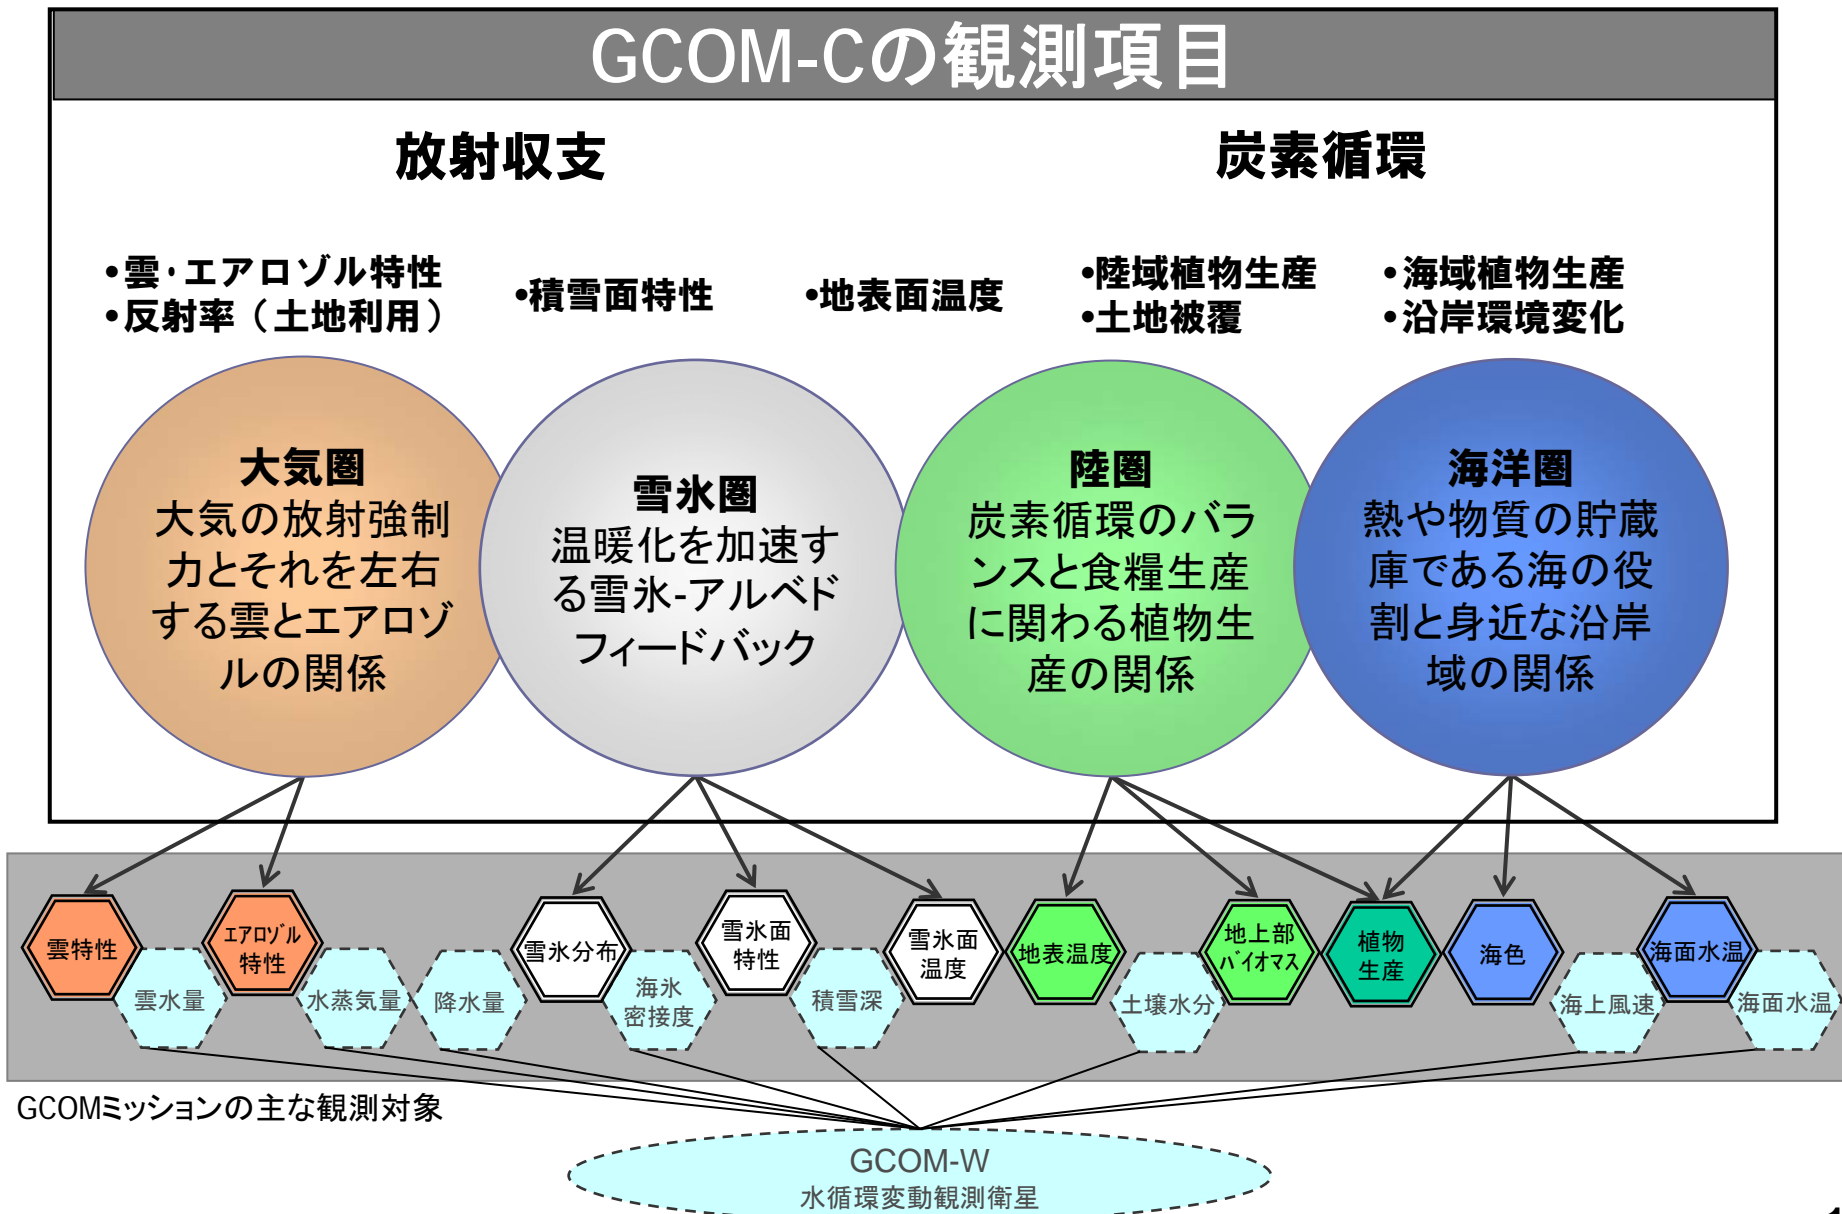 GCOM-Cの観測項目
放射収支
炭素循環
•雲・エアロゾル特性
•反射率（土地利用）
•積雪面特性
•地表面温度
•陸域植物生産
•土地被覆
•海域植物生産
•沿岸環境変化
大気圏
大気の放射強制
力とそれを左右
する雲とエアロゾ
ルの関係
雪氷圏
温暖化を加速す
る雪氷-アルベド
フィードバック
陸圏
炭素循環のバラ
ンスと食糧生産
に関わる植物生
産の関係
海洋圏
熱や物質の貯蔵
庫である海の役
割と身近な沿岸
域の関係
雲特性
ｴｱﾛｿﾞﾙ
特性
雪氷分布
雪氷面
特性
雪氷面
温度
地表温度
地上部
ﾊﾞｲｵﾏｽ
植物
生産
海色
海面水温
雲水量
水蒸気量
降水量
海氷
密接度
積雪深
土壌水分
海上風速
海面水温
GCOMミッションの主な観測対象
GCOM-W
水循環変動観測衛星